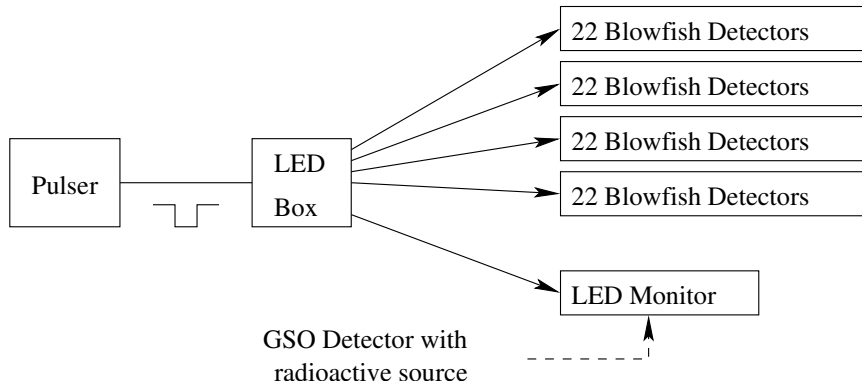 22 Blowfish Detectors
22 Blowfish Detectors
22 Blowfish Detectors
22 Blowfish Detectors
Pulser
LED
Box
LED Monitor
GSO Detector with
radioactive source